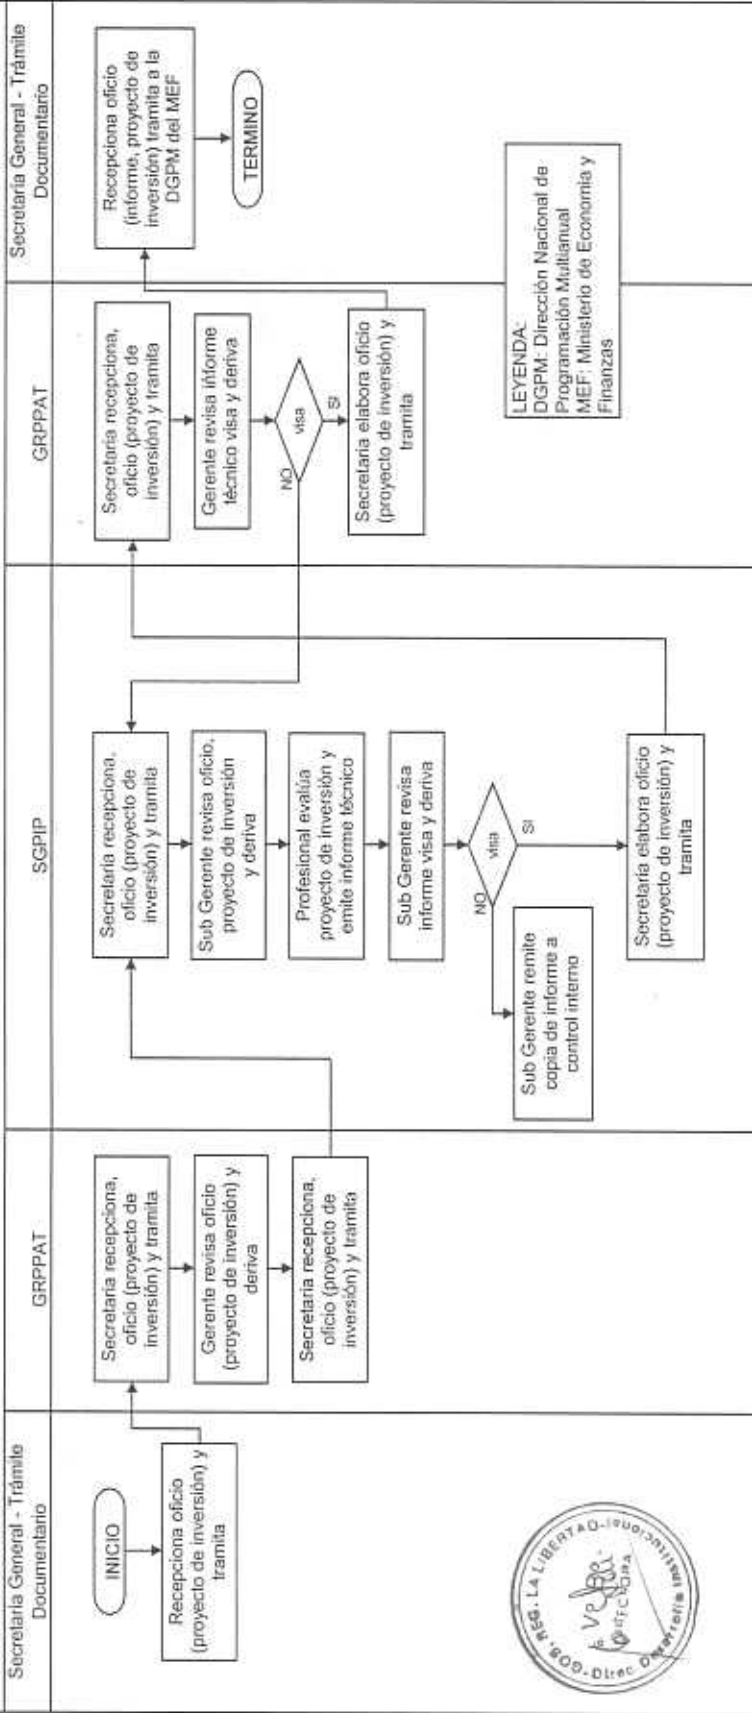 Secretaría General - Trámite
Documentario
INICIO
Recepciona oficio
(proyecto de inversión) y
tramita
GRPPAT
Secretaria recepciona,
oficio (proyecto de
inversión) y tramita
Gerente revisa oficio
(proyecto de inversión) y
deriva
Secretaria recepciona,
oficio (proyecto de
inversión) y tramita
SGPIP
Secretaria recepciona,
oficio (proyecto de
inversión) y tramita
Sub Gerente revisa oficio,
proyecto de inversión
y deriva
Profesional evalúa
proyecto de inversión y
emite informe técnico
Sub Gerente revisa
informe visa y deriva
visa
NO
SI
Sub Gerente remite
copia de informe a
control interno
Secretaria elabora oficio
(proyecto de inversión) y
tramita
GRPPAT
Secretaria recepciona,
oficio (proyecto de
inversión) y tramita
Gerente revisa informe
técnico visa y deriva
visa
NO
SI
Secretaria elabora oficio
(proyecto de inversión) y
tramita
Secretaría General - Trámite
Documentario
Recepciona oficio
(informe, proyecto de
inversión) tramita a la
DGPM del MEF
TERMINO
LEYENDA:
DGPM: Dirección Nacional de
Programación Multianual
MEF: Ministerio de Economía y
Finanzas
GOB. REG. LA LIBERTAD